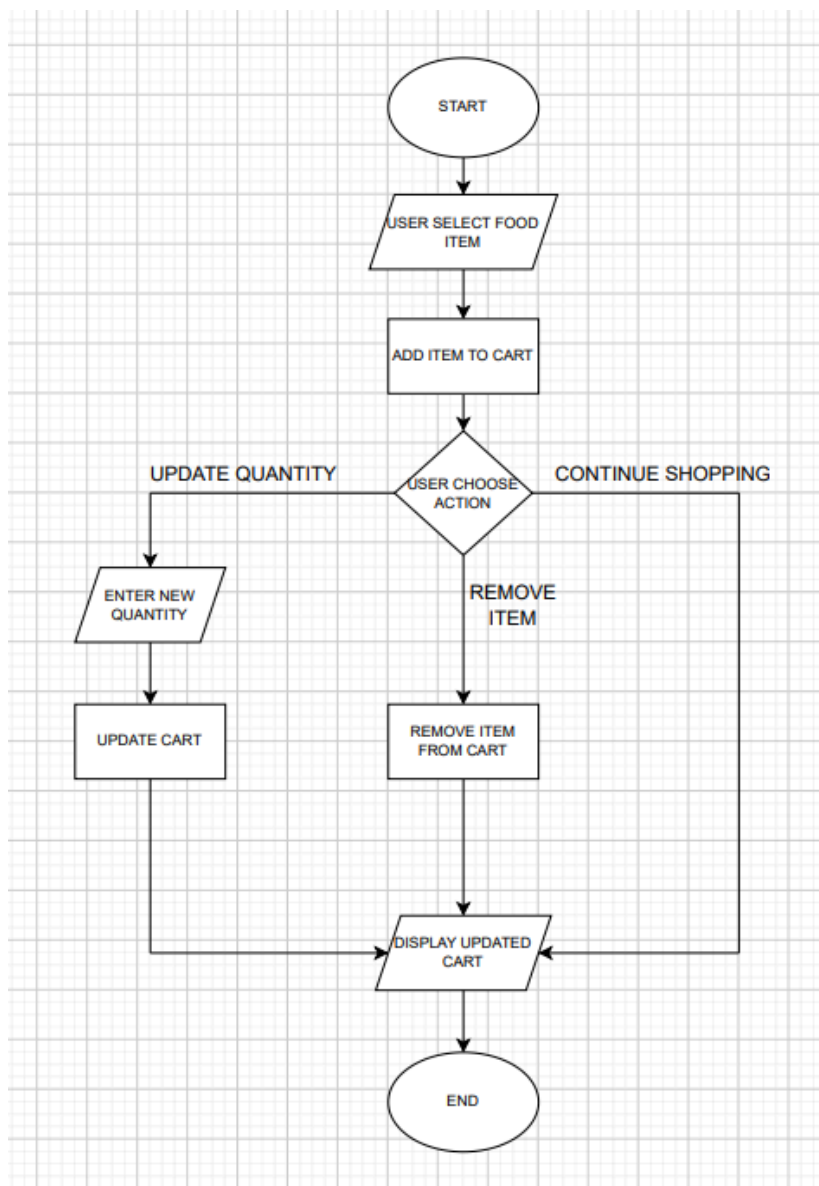 START
USER SELECT FOOD
ITEM
ADD ITEM TO CART
UPDATE QUANTITY
USER CHOOSE
ACTION
CONTINUE SHOPPING
ENTER NEW
QUANTITY
REMOVE
ITEM
UPDATE CART
REMOVE ITEM
FROM CART
DISPLAY UPDATED
CART
END